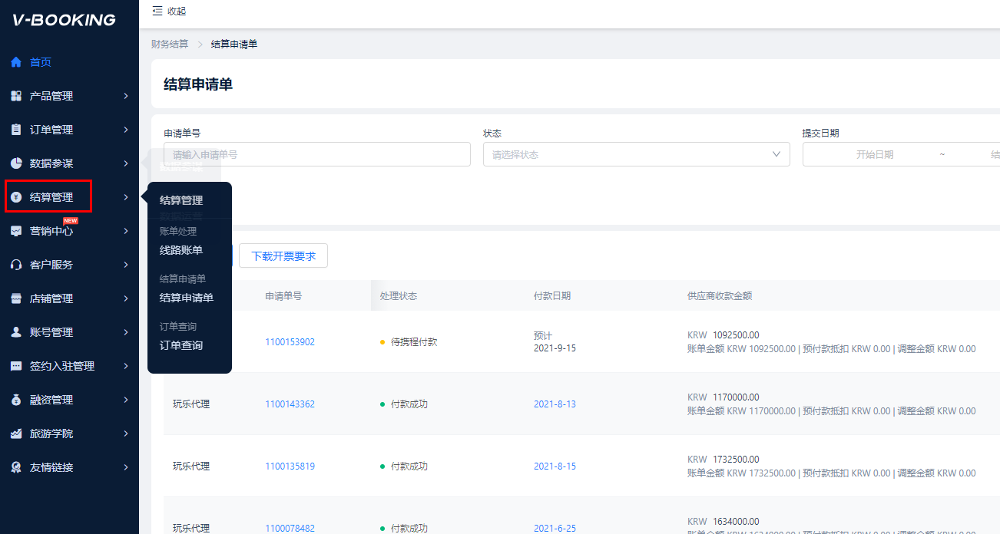 V-BOOKING
收起
首页
产品管理
订单管理
数据参谋
结算管理
NEW
营销中心
客户服务
店铺管理
账号管理
签约入驻管理
融资管理
旅游学院
友情链接
财务结算 > 结算申请单
结算申请单
申请单号
请输入申请单号
状态
请选择状态
提交日期
开始日期 ~ 结
数据参谋
结算管理
数据运营
账单处理
线路账单
结算申请单
结算申请单
订单查询
订单查询
下载开票要求
申请单号 处理状态 付款日期 供应商收款金额
1100153902 待携程付款 预计
2021-9-15
KRW 1092500.00
账单金额 KRW 1092500.00 | 预付款抵扣 KRW 0.00 | 调整金额 KRW 0.00
玩乐代理 1100143362 付款成功 2021-8-13
KRW 1170000.00
账单金额 KRW 1170000.00 | 预付款抵扣 KRW 0.00 | 调整金额 KRW 0.00
玩乐代理 1100135819 付款成功 2021-8-15
KRW 1732500.00
账单金额 KRW 1732500.00 | 预付款抵扣 KRW 0.00 | 调整金额 KRW 0.00
玩乐代理 1100078482 付款成功 2021-6-25
KRW 1634000.00
账单金额 KRW 1634000.00 | 预付款抵扣 KRW 0.00 | 调整金额 KRW 0.00